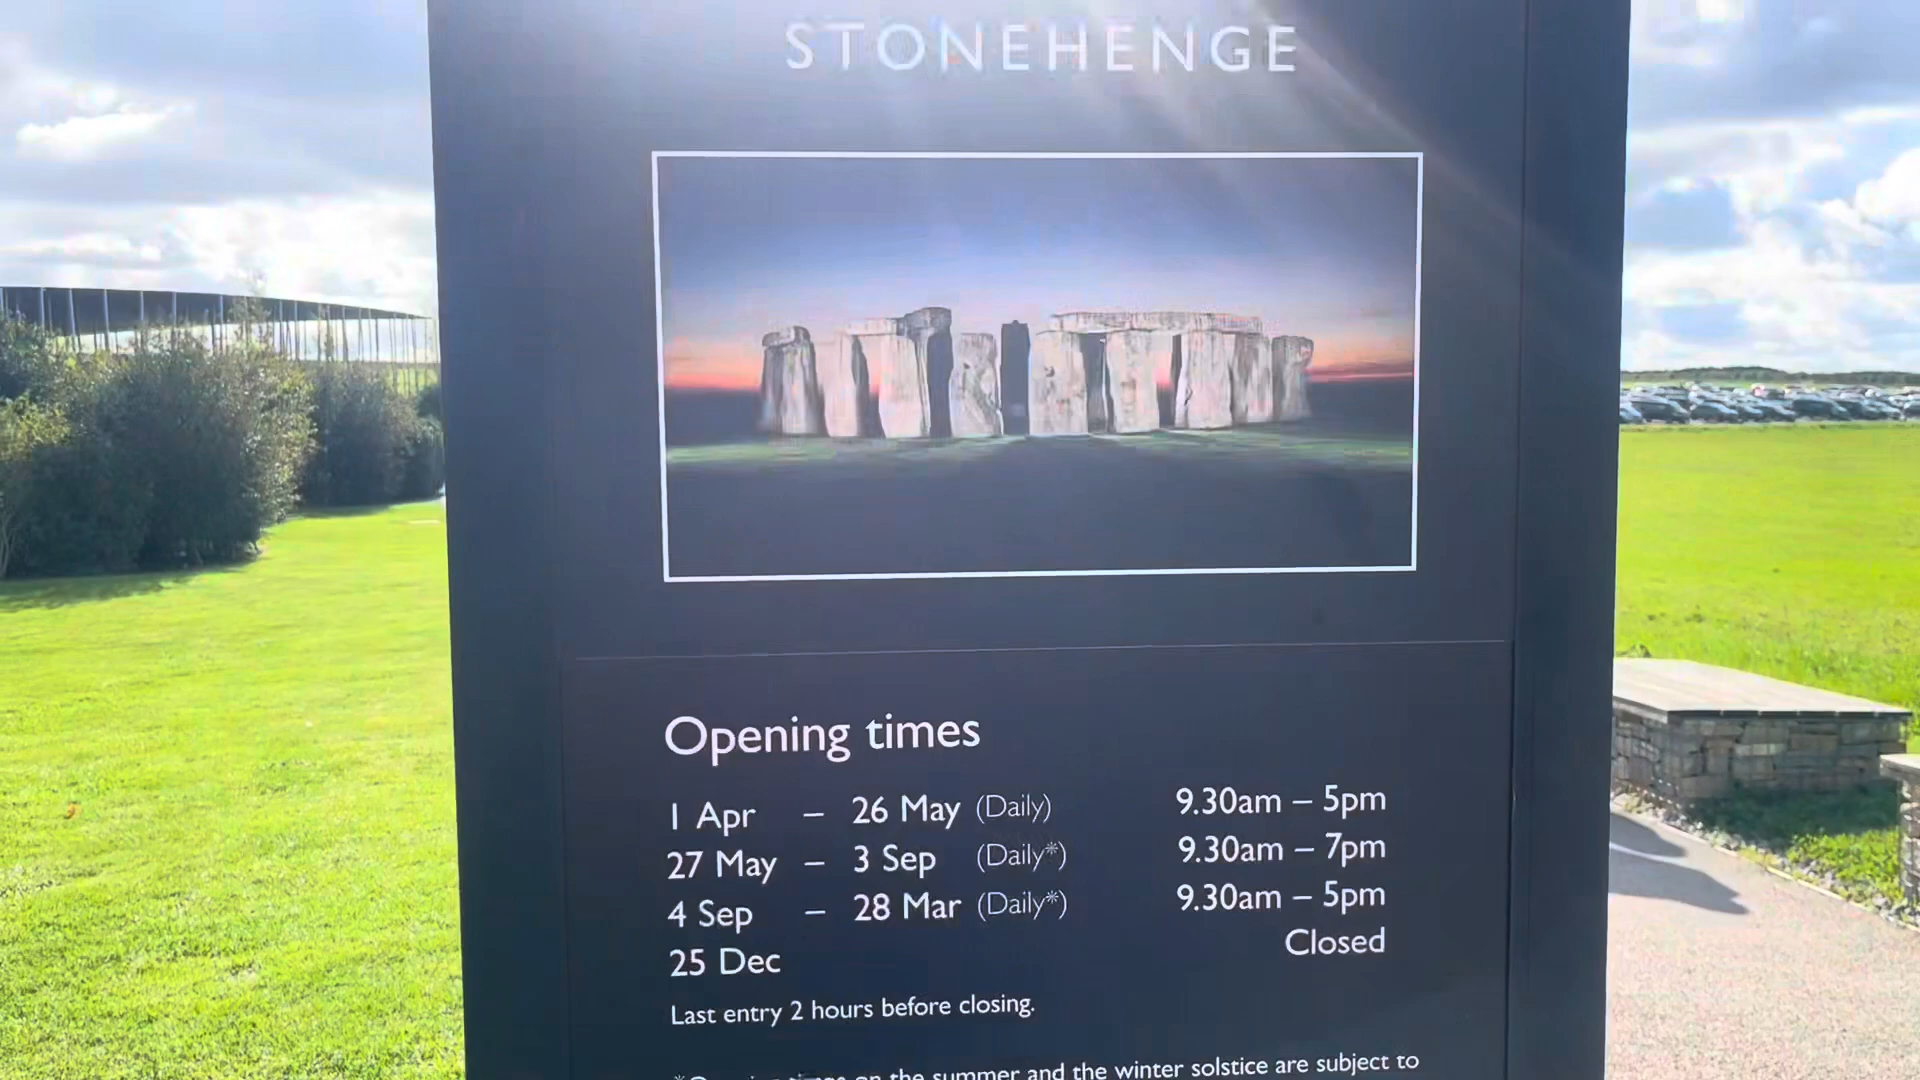 STONEHENGE
Opening times
1 Apr – 26 May (Daily) 9.30am – 5pm
27 May – 3 Sep (Daily*) 9.30am – 7pm
4 Sep – 28 Mar (Daily*) 9.30am – 5pm
25 Dec Closed
Last entry 2 hours before closing.
on the summer and the winter solstice are subject to